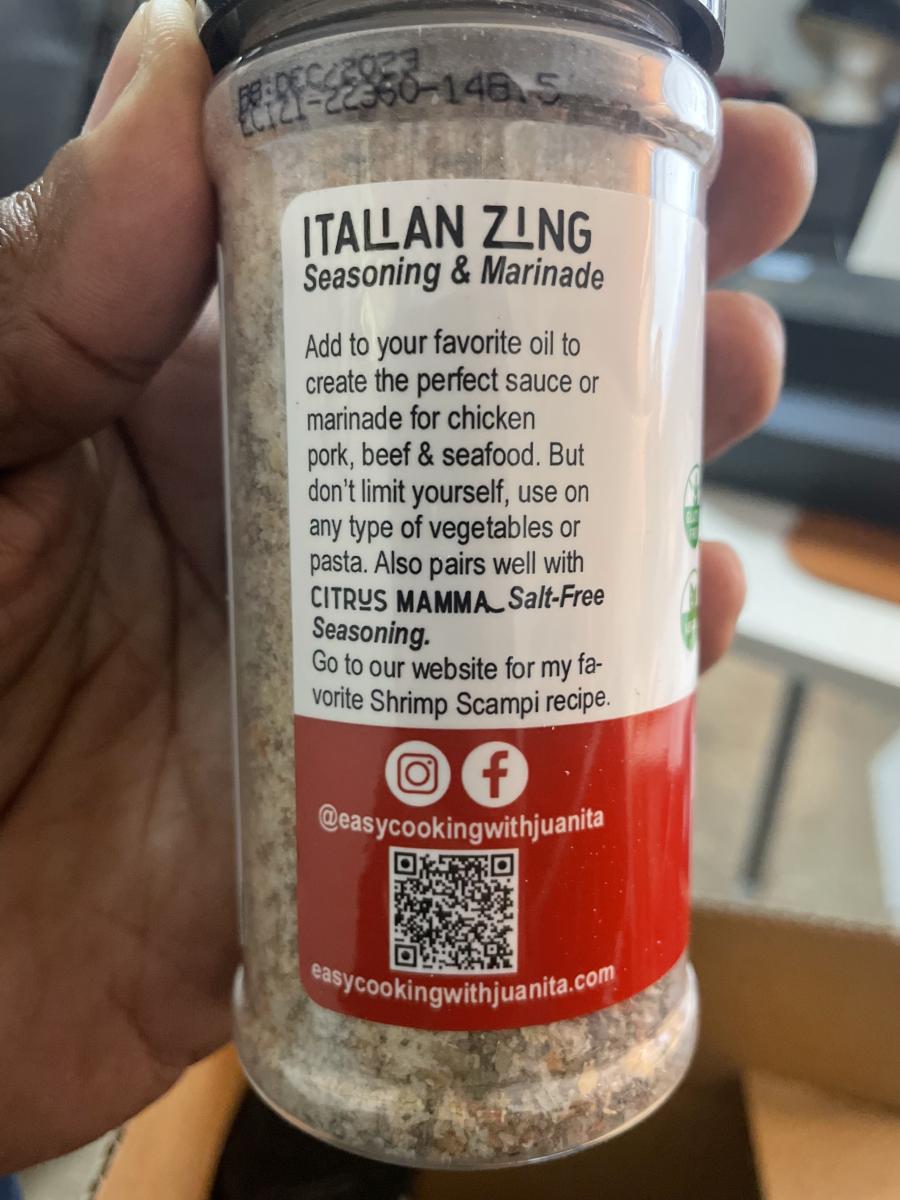 BB:DEC/2023
ITALIAN ZING
Seasoning & Marinade
Add to your favorite oil to
create the perfect sauce or
marinade for chicken
pork, beef & seafood. But
don't limit yourself, use on
any type of vegetables or
pasta. Also pairs well with
CITRUS MAMMA Salt-Free
Seasoning.
Go to our website for my fa-
vorite Shrimp Scampi recipe.
@easycookingwithjuanita
easycookingwithjuanita.com